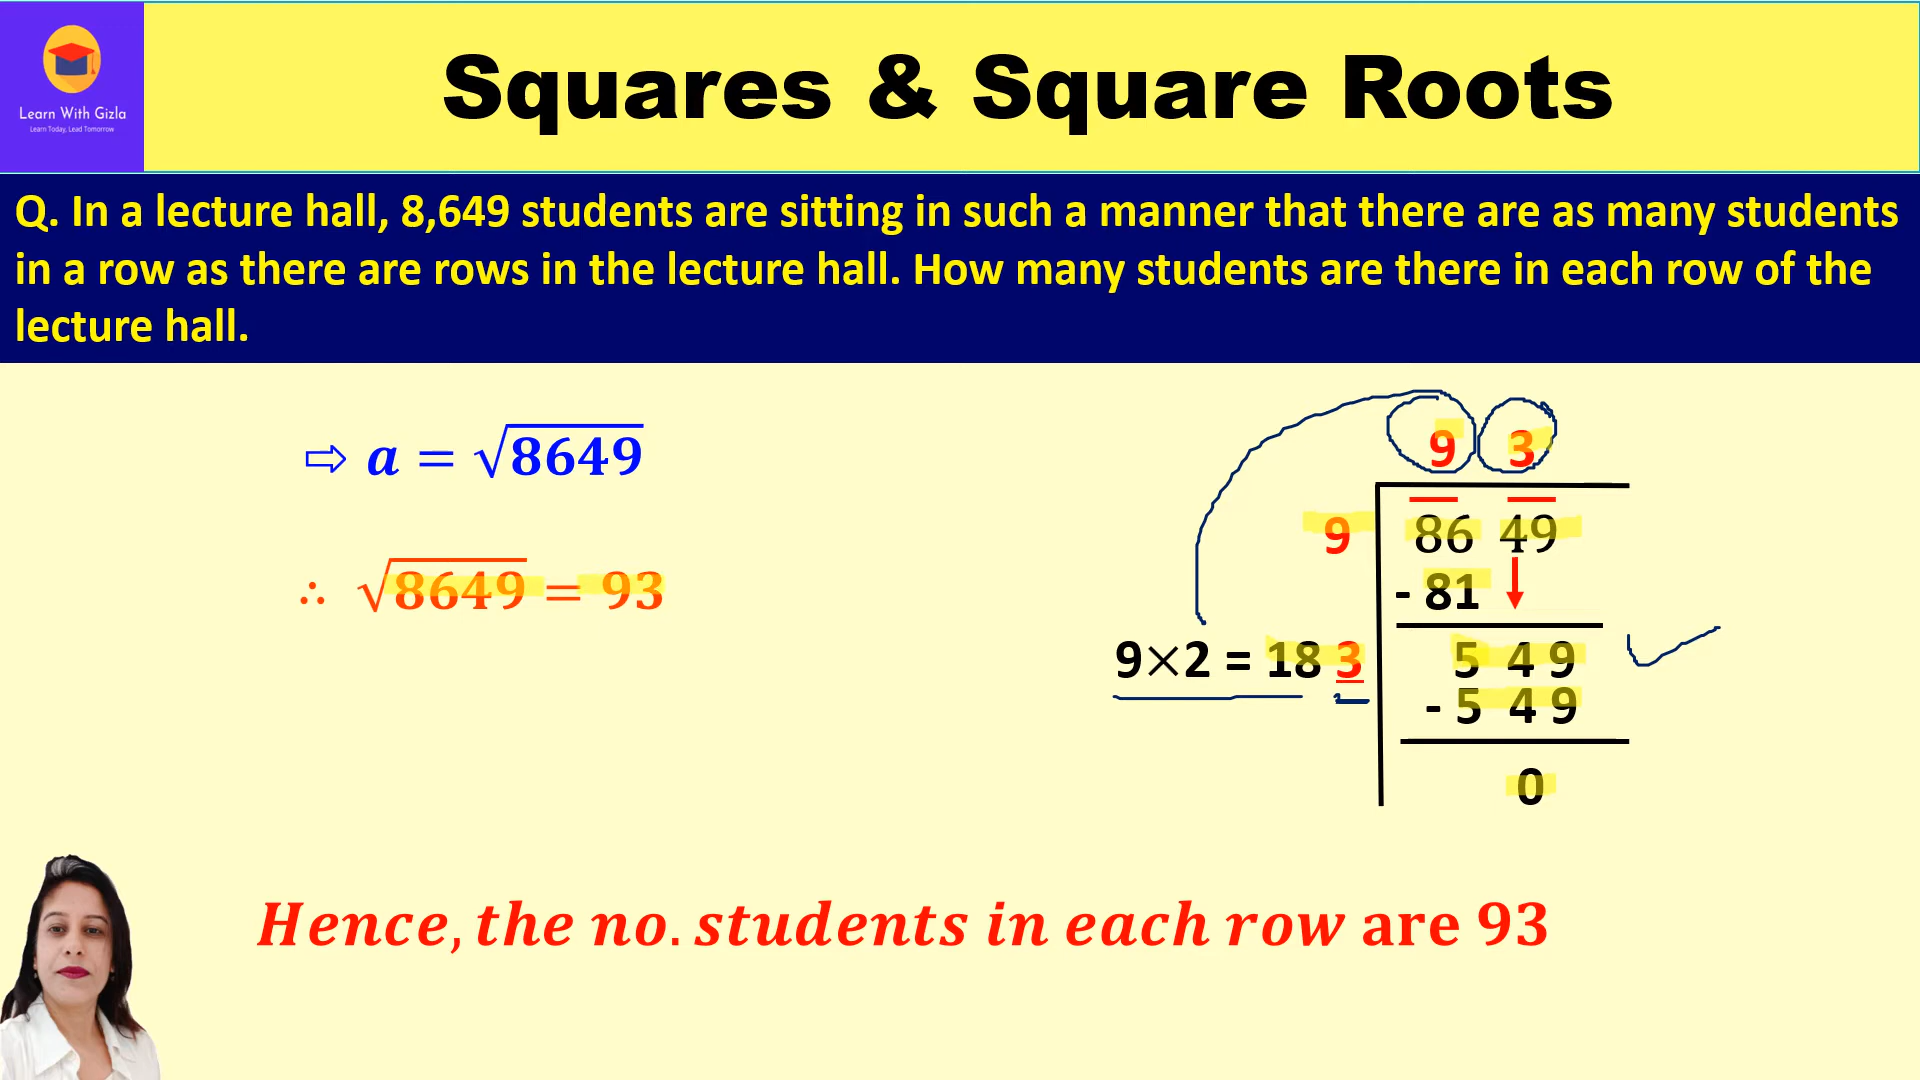 Learn With Gizla
Learn Today, Lead Tomorrow
Squares & Square Roots
Q. In a lecture hall, 8,649 students are sitting in such a manner that there are as many students
in a row as there are rows in the lecture hall. How many students are there in each row of the
lecture hall.
⇨ a = √8649
∴ √8649 = 93
9 3
9 86 49
- 81
9×2 = 18 3 5 4 9
- 5 4 9
0
Hence, the no. students in each row are 93